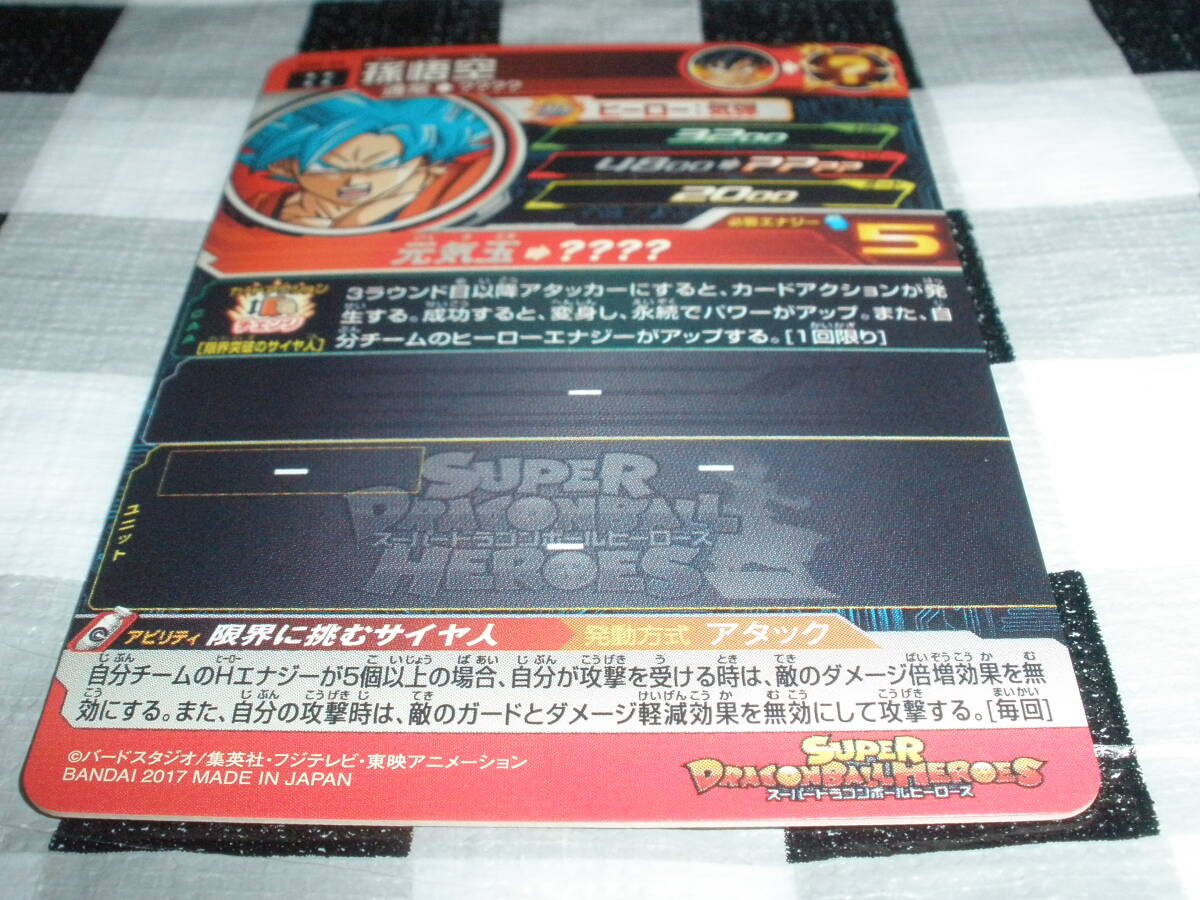 孫悟空
通常●????
?
ヒーロー:気弾
3200
4800➡????
2000
必要エナジー
5
元気玉➡????
チェンジ
[限界突破のサイヤ人]
CAA
3ラウンド目以降アタッカーにすると、カードアクションが発
生する。成功すると、変身し、永続でパワーがアップする。また、自
分チームのヒーローエナジーがアップする。[1回限り]
ー
ー
ー
ー
ユニット
SUPER
DRAGONBALL
スーパードラゴンボールヒーローズ
HEROES
アビリティ 限界に挑むサイヤ人 発動方式 アタック
自分チームのHエナジーが5個以上の場合、自分が攻撃を受ける時は、敵のダメージ倍増効果を無
効にする。また、自分の攻撃時は、敵のガードとダメージ軽減効果を無効にして攻撃する。[毎回]
©バードスタジオ/集英社・フジテレビ・東映アニメーション
BANDAI 2017 MADE IN JAPAN
SUPER
DRAGONBALL HEROES
スーパードラゴンボールヒーローズ